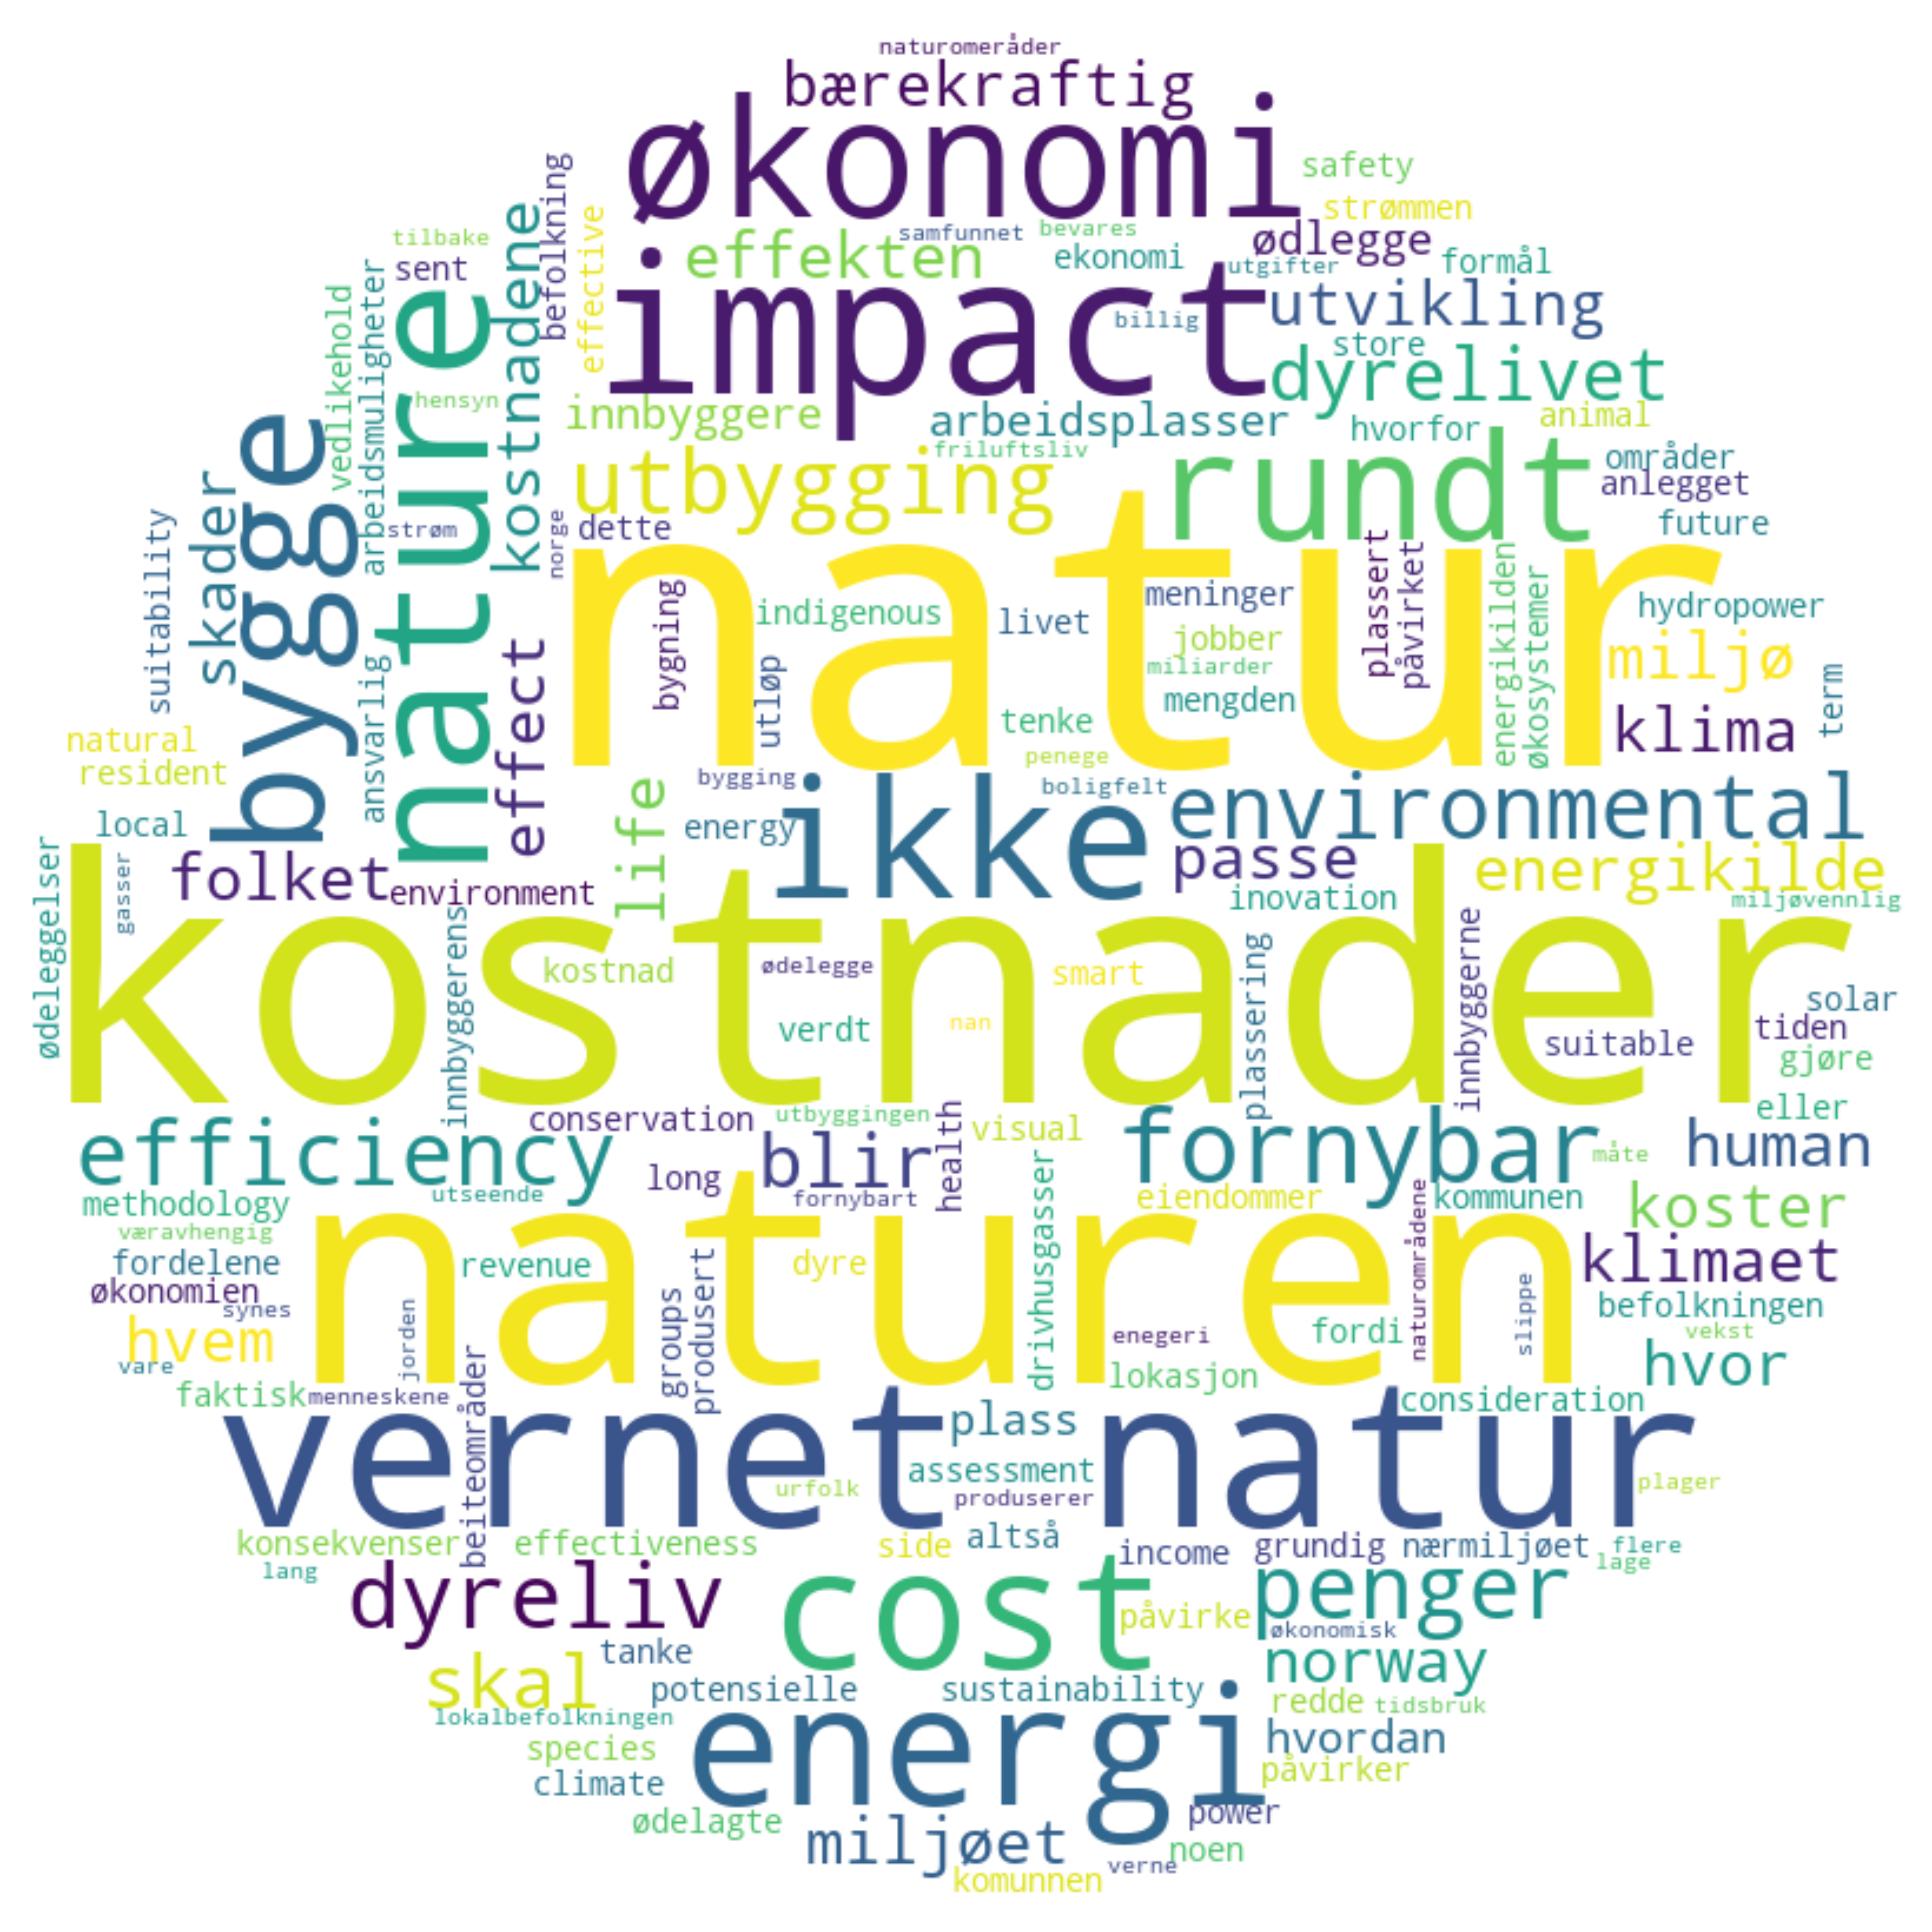 naturomeråder
bærekraftig
økonomi
safety
strømmen
befolkning
kostnadene
effective
tilbake
sent
samfunnet
bevares
effekten
ekonomi
ødlegge
utgifter
formål
impact
billig
utvikling
store
dyrelivet
vedlikehold
arbeidsmuligheter
nature
hensyn
innbyggere
arbeidsplasser
hvorfor
animal
friluftsliv
bygge
skader
utbygging
rundt
områder
anlegget
future
suitability
strøm
norge
dette
natur
bygning
indigenous
livet
meninger
jobber
miliarder
mengden
plassert
påvirket
energikilden
økosystemer
hydropower
miljø
term
klima
effect
utløp
tenke
penege
natural
resident
ansvarlig
life
bygging
boligfelt
energy
ikke
environmental
local
passe
energikilde
folket
environment
inovation
miljøvennlig
ødeleggelser
gasser
kostnader
innbyggerens
kostnad
ødelegge
smart
verdt
nan
plassering
innbyggerne
suitable
solar
tiden
gjøre
efficiency
conservation
utbyggingen
health
visual
eller
fornybar
måte
human
blir
long
fornybart
utseende
methodology
eiendommer
kommunen
koster
væravhengig
fordelene
økonomien
synes
revenue
naturen
dyre
drivhusgasser
naturområdene
klimaet
befolkningen
hvem
vare
jorden
groups
produsert
enegeri
fordi
slippe
vekst
lokasjon
hvor
faktisk
menneskene
beiteområder
consideration
vernet natur
plass
assessment
urfolk
produserer
plager
konsekvenser
effectiveness
side
altså
income
grundig
nærmiljøet
flere
lage
lang
dyreliv
cost
penger
påvirke
økonomisk
tanke
norway
skal
potensielle
sustainability
redde
tidsbruk
lokalbefolkningen
energi
hvordan
species
climate
påvirker
ødelagte
power
miljøet
noen
verne
komunnen